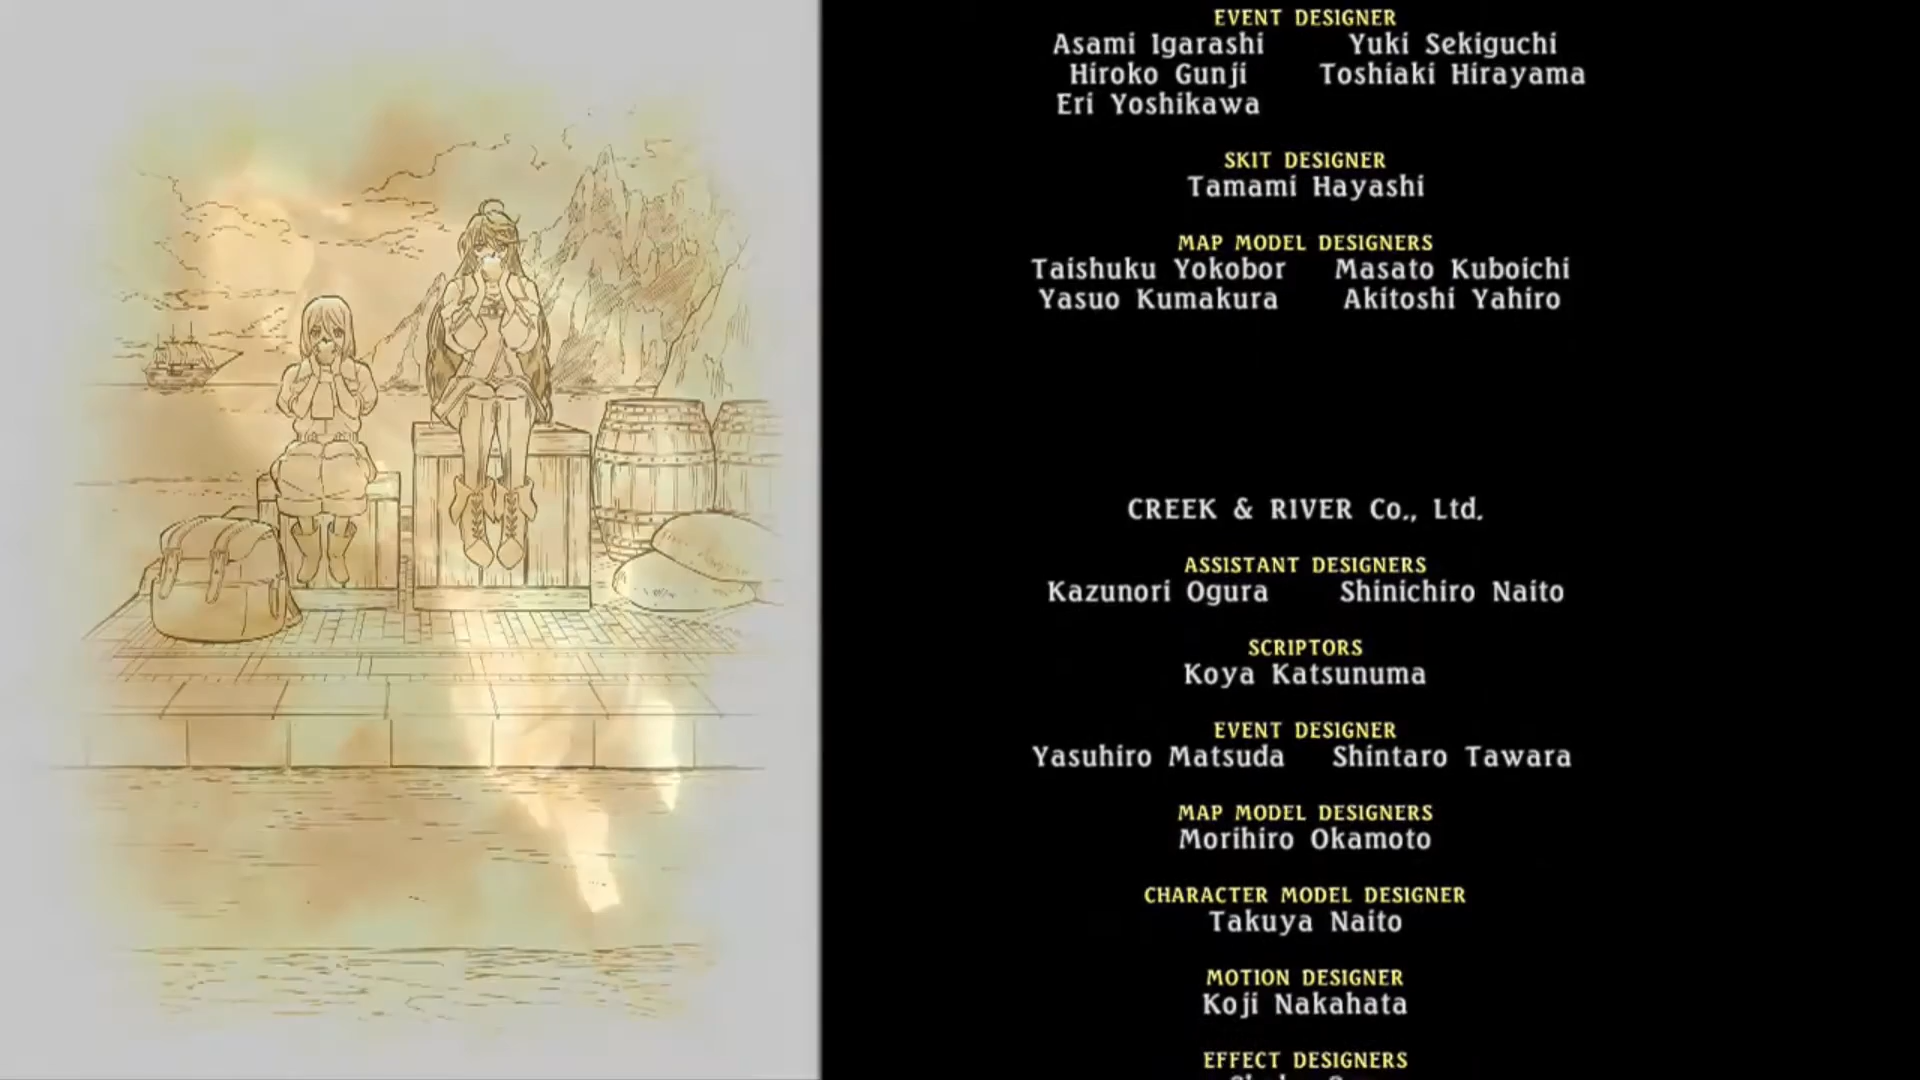 EVENT DESIGNER
Asami Igarashi Yuki Sekiguchi
Hiroko Gunji Toshiaki Hirayama
Eri Yoshikawa
SKIT DESIGNER
Tamami Hayashi
MAP MODEL DESIGNERS
Taishuku Yokobor Masato Kuboichi
Yasuo Kumakura Akitoshi Yahiro
CREEK & RIVER Co., Ltd.
ASSISTANT DESIGNERS
Kazunori Ogura Shinichiro Naito
SCRIPTORS
Koya Katsunuma
EVENT DESIGNER
Yasuhiro Matsuda Shintaro Tawara
MAP MODEL DESIGNERS
Morihiro Okamoto
CHARACTER MODEL DESIGNER
Takuya Naito
MOTION DESIGNER
Koji Nakahata
EFFECT DESIGNERS